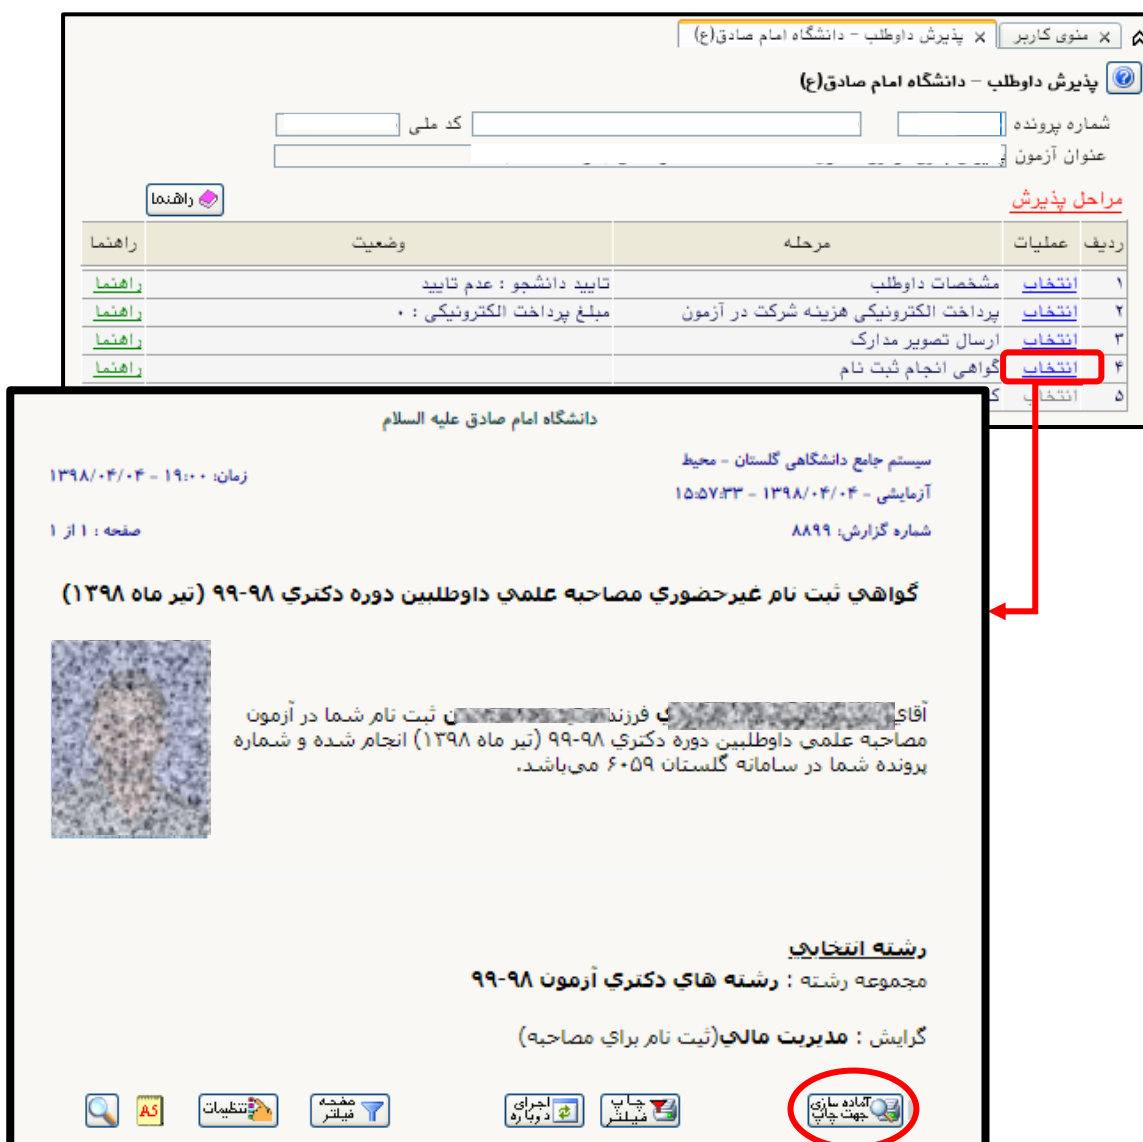 منوی کاربر x پذیرش داوطلب - دانشگاه امام صادق(ع) x
پذیرش داوطلب - دانشگاه امام صادق(ع)
شماره پرونده کد ملی
عنوان آزمون
مراحل پذیرش راهنما
ردیف عملیات مرحله وضعیت راهنما
۱ انتخاب مشخصات داوطلب تایید دانشجو : عدم تایید راهنما
۲ انتخاب پرداخت الکترونیکی هزینه شرکت در آزمون مبلغ پرداخت الکترونیکی : ۰ راهنما
۳ انتخاب ارسال تصویر مدارک راهنما
۴ انتخاب گواهی انجام ثبت نام راهنما
۵ انتخاب
دانشگاه امام صادق علیه السلام
سیستم جامع دانشگاهی گلستان - محیط
آزمایشی - ۱۳۹۸/۰۴/۰۴ - ۱۵:۵۷:۳۳
زمان: ۱۹:۰۰ - ۱۳۹۸/۰۴/۰۴
شماره گزارش: ۸۸۹۹
صفحه : ۱ از ۱
گواهي ثبت نام غيرحضوري مصاحبه علمي داوطلبين دوره دكتري ۹۸-۹۹ (تير ماه ۱۳۹۸)
آقاي فرزند ثبت نام شما در آزمون
مصاحبه علمي داوطلبين دوره دكتري ۹۸-۹۹ (تير ماه ۱۳۹۸) انجام شده و شماره
پرونده شما در سامانه گلستان ۶۰۵۹ مي‌باشد.
رشته انتخابي
مجموعه رشته : رشته هاي دكتري آزمون ۹۸-۹۹
گرايش : مديريت مالي(ثبت نام براي مصاحبه)
آماده سازی جهت چاپ
چاپ فیلتر
اجرای دوباره
صفحه فیلتر
تنظیمات
A5